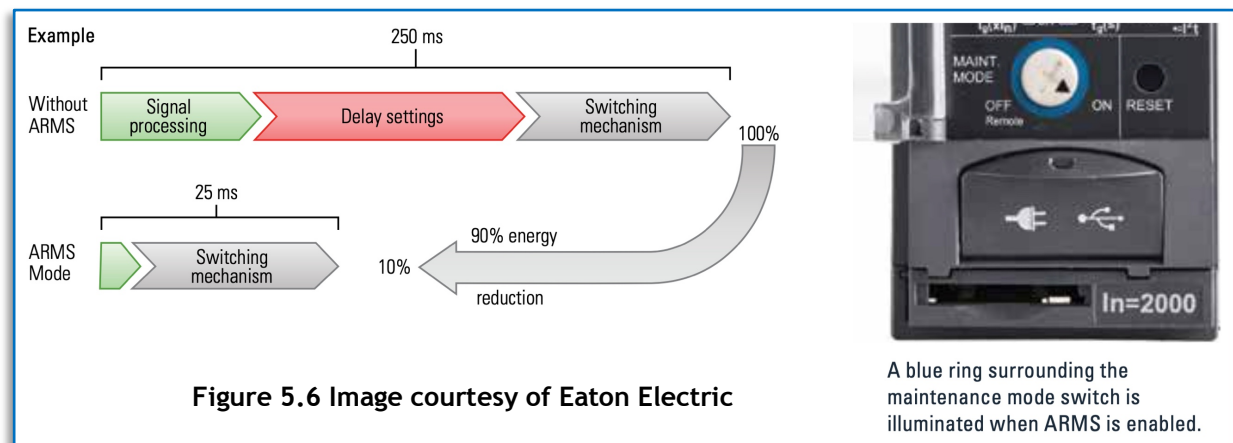 Example
250 ms
Without
ARMS
Signal
processing
Delay settings
Switching
mechanism
100%
25 ms
ARMS
Mode
Switching
mechanism
10%
90% energy
reduction
Figure 5.6 Image courtesy of Eaton Electric
MAINT.
MODE
OFF
Remote
ON
RESET
In=2000
A blue ring surrounding the
maintenance mode switch is
illuminated when ARMS is enabled.